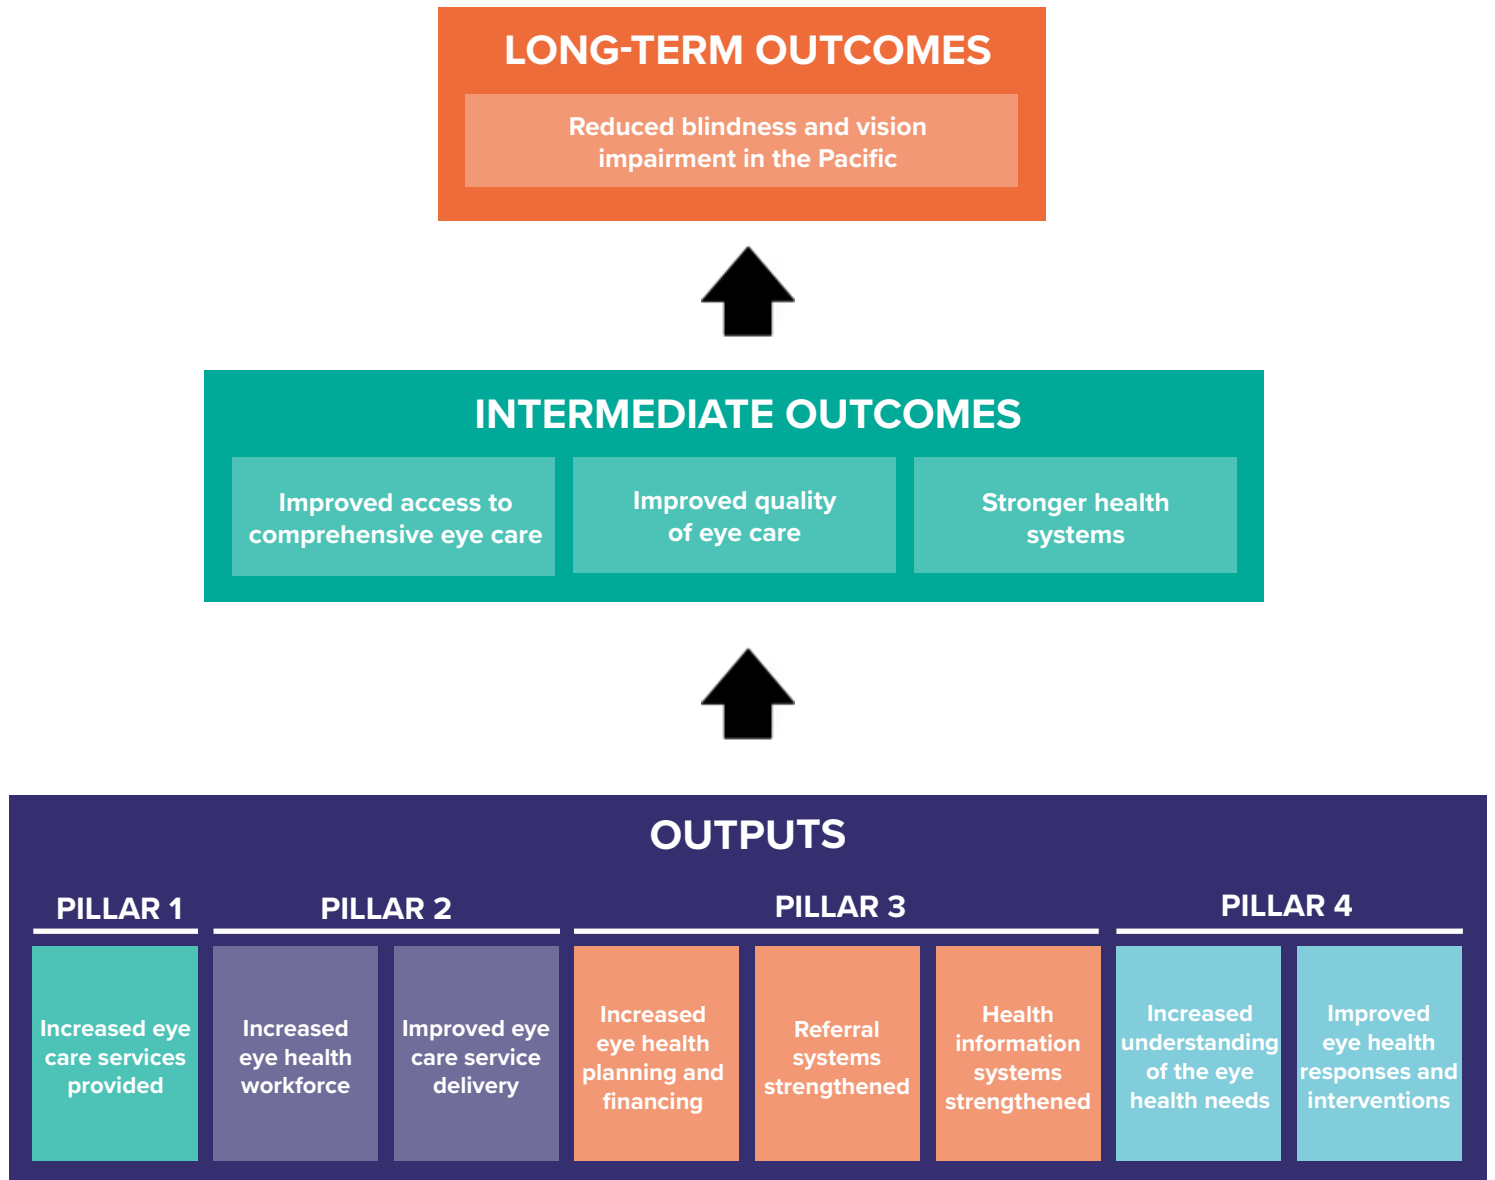 LONG-TERM OUTCOMES
Reduced blindness and vision
impairment in the Pacific
INTERMEDIATE OUTCOMES
Improved access to
comprehensive eye care
Improved quality
of eye care
Stronger health
systems
OUTPUTS
PILLAR 1
Increased eye
care services
provided
PILLAR 2
Increased
eye health
workforce
Improved eye
care service
delivery
PILLAR 3
Increased
eye health
planning and
financing
Referral
systems
strengthened
Health
information
systems
strengthened
PILLAR 4
Increased
understanding
of the eye
health needs
Improved
eye health
responses and
interventions